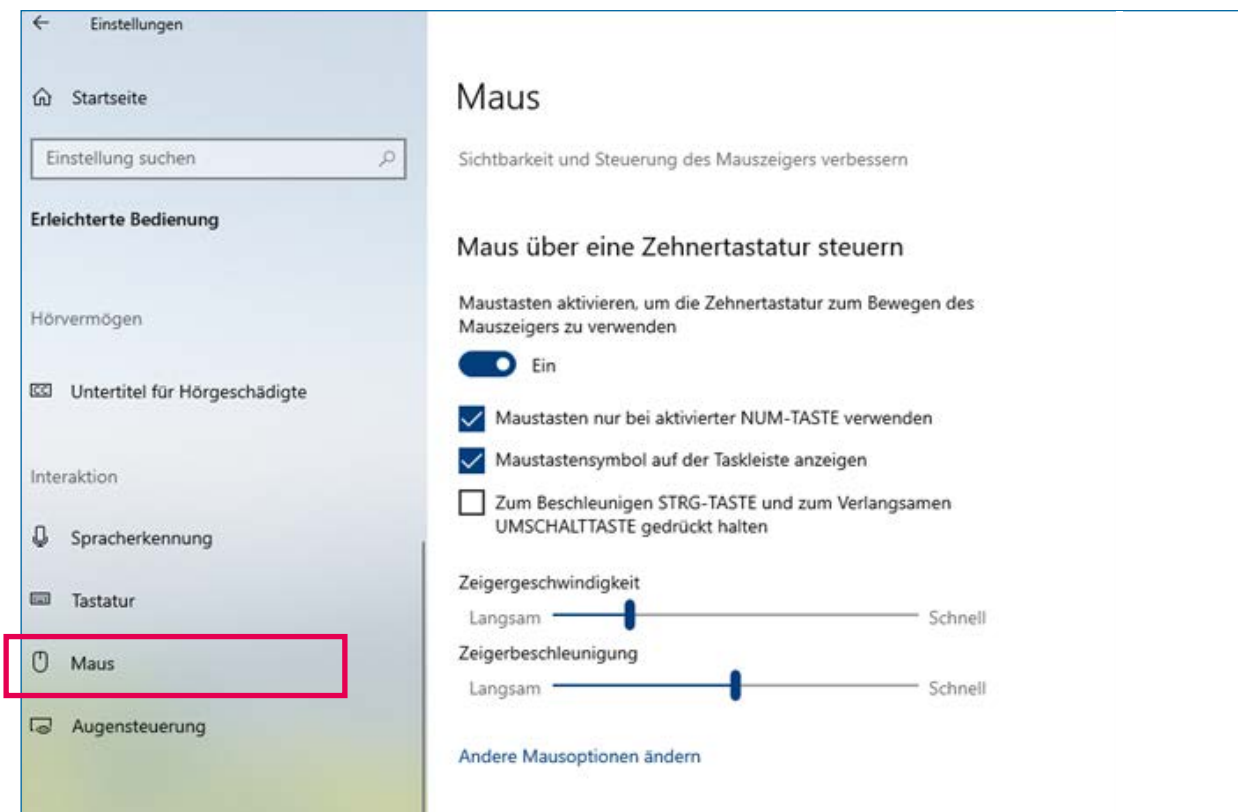 Einstellungen
Startseite
Einstellung suchen
Erleichterte Bedienung
Hörvermögen
Untertitel für Hörgeschädigte
Interaktion
Spracherkennung
Tastatur
Maus
Augensteuerung
Maus
Sichtbarkeit und Steuerung des Mauszeigers verbessern
Maus über eine Zehnertastatur steuern
Maustasten aktivieren, um die Zehnertastatur zum Bewegen des
Mauszeigers zu verwenden
Ein
Maustasten nur bei aktivierter NUM-TASTE verwenden
Maustastensymbol auf der Taskleiste anzeigen
Zum Beschleunigen STRG-TASTE und zum Verlangsamen
UMSCHALTTASTE gedrückt halten
Zeigergeschwindigkeit
Langsam Schnell
Zeigerbeschleunigung
Langsam Schnell
Andere Mausoptionen ändern